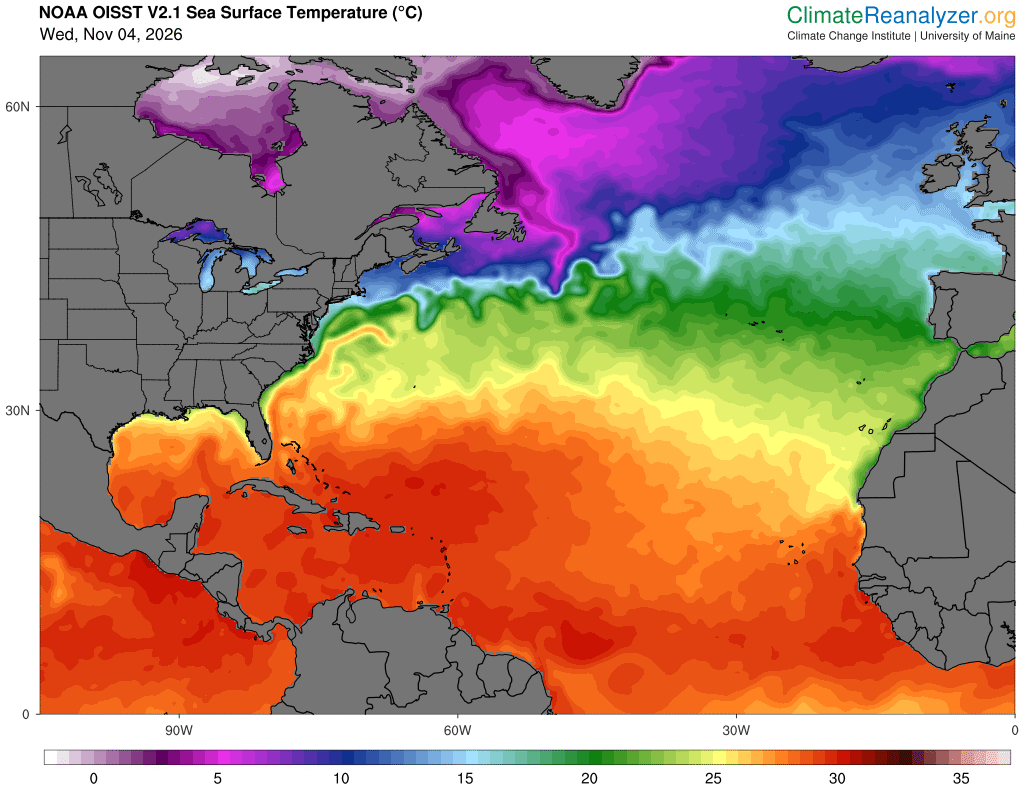 NOAA OISST V2.1 Sea Surface Temperature (°C)
Wed, Nov 04, 2026
ClimateReanalyzer.org
Climate Change Institute | University of Maine
60N
30N
0
90W
60W
30W
0
0
5
10
15
20
25
30
35